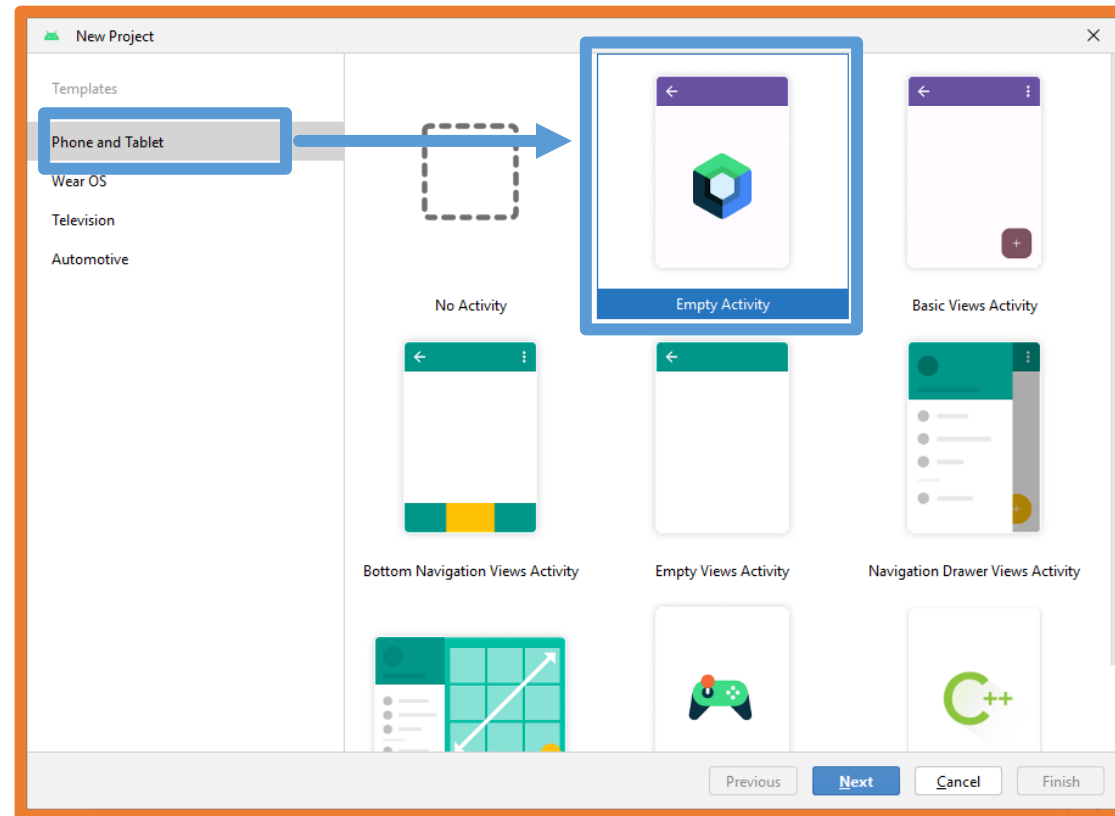 New Project
Templates
Phone and Tablet
Wear OS
Television
Automotive
No Activity
Empty Activity
Basic Views Activity
Bottom Navigation Views Activity
Empty Views Activity
Navigation Drawer Views Activity
C++
Previous
Next
Cancel
Finish